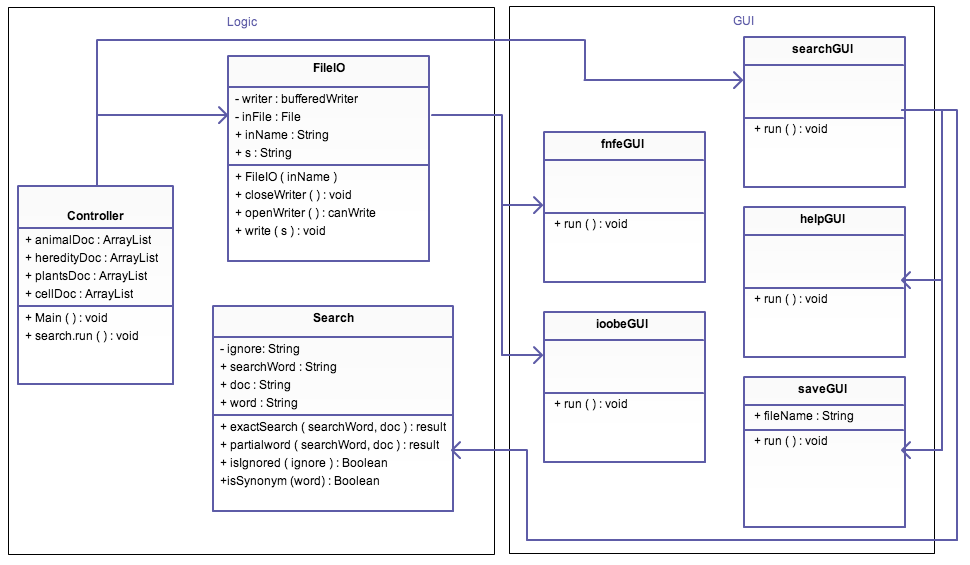 Logic
FileIO
- writer : bufferedWriter
- inFile : File
+ inName : String
+ s : String
+ FileIO ( inName )
+ closeWriter ( ) : void
+ openWriter ( ) : canWrite
+ write ( s ) : void
Controller
+ animalDoc : ArrayList
+ heredityDoc : ArrayList
+ plantsDoc : ArrayList
+ cellDoc : ArrayList
+ Main ( ) : void
+ search.run ( ) : void
Search
- ignore: String
+ searchWord : String
+ doc : String
+ word : String
+ exactSearch ( searchWord, doc ) : result
+ partialword ( searchWord, doc ) : result
+ isIgnored ( ignore ) : Boolean
+isSynonym (word) : Boolean
GUI
searchGUI
+ run ( ) : void
fnfeGUI
+ run ( ) : void
helpGUI
+ run ( ) : void
ioobeGUI
+ run ( ) : void
saveGUI
+ fileName : String
+ run ( ) : void